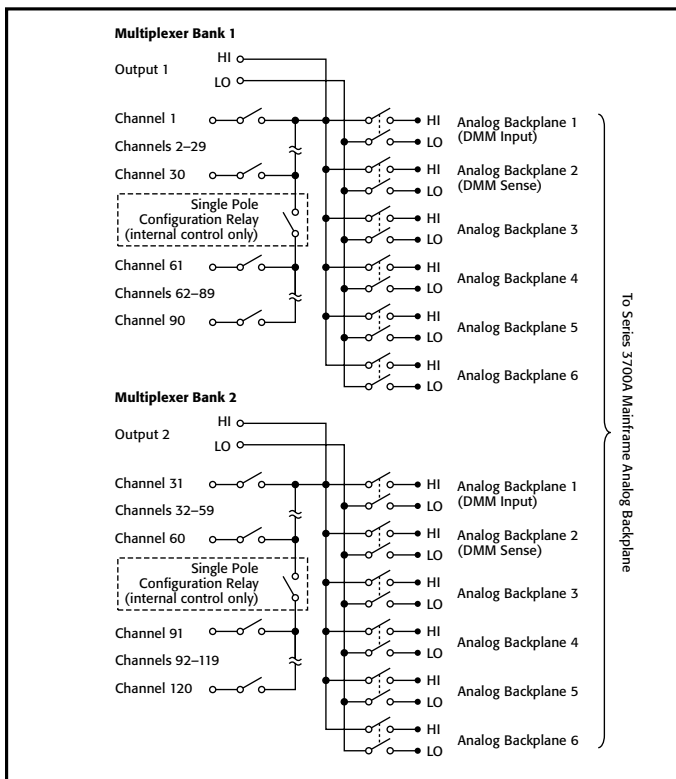 Multiplexer Bank 1
HI
Output 1
LO
Channel 1
HI
Analog Backplane 1
LO
(DMM Input)
Channels 2–29
HI
Analog Backplane 2
Channel 30
LO
(DMM Sense)
Single Pole
Configuration Relay
(internal control only)
HI
Analog Backplane 3
LO
Channel 61
HI
Analog Backplane 4
LO
Channels 62–89
HI
Analog Backplane 5
Channel 90
LO
HI
Analog Backplane 6
LO
Multiplexer Bank 2
HI
Output 2
LO
Channel 31
HI
Analog Backplane 1
LO
(DMM Input)
Channels 32–59
HI
Analog Backplane 2
Channel 60
LO
(DMM Sense)
Single Pole
Configuration Relay
(internal control only)
HI
Analog Backplane 3
LO
Channel 91
HI
Analog Backplane 4
LO
Channels 92–119
HI
Analog Backplane 5
Channel 120
LO
HI
Analog Backplane 6
LO
To Series 3700A Mainframe Analog Backplane